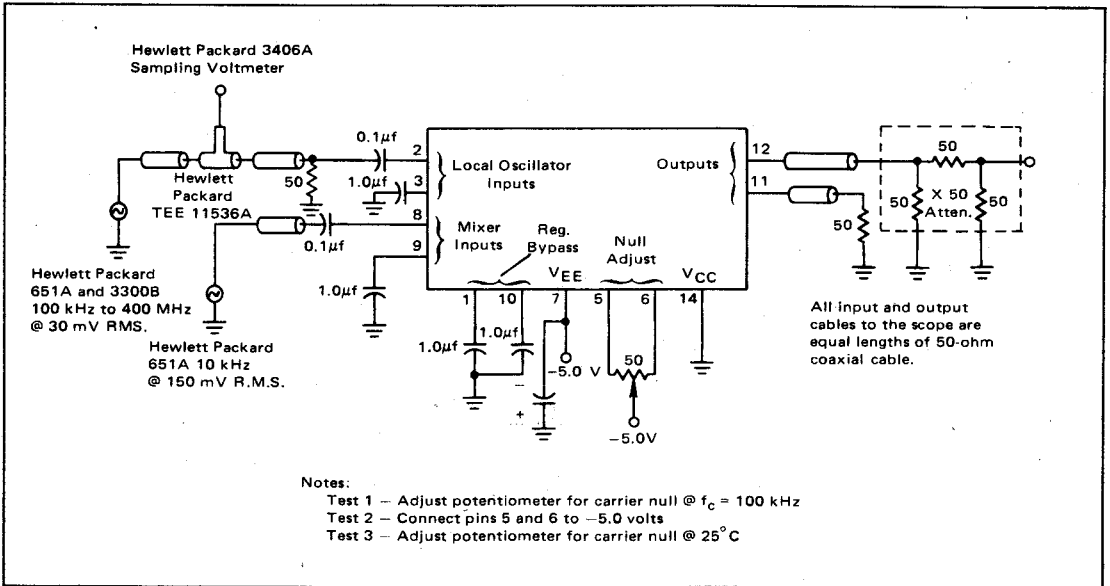 Hewlett Packard 3406A
Sampling Voltmeter
0.1µf
2
12
Local Oscillator
Inputs
Outputs
50
Hewlett
Packard
TEE 11536A
50
1.0µf
3
11
X 50
Atten.
50
50
8
Mixer
Inputs
9
0.1µf
Reg.
Bypass
Null
Adjust
50
VEE
VCC
1.0µf
1
10
7
5
6
14
Hewlett Packard
651A and 3300B
100 kHz to 400 MHz
@ 30 mV RMS.
1.0µf
1.0µf
50
-5.0 V
All input and output
cables to the scope are
equal lengths of 50-ohm
coaxial cable.
Hewlett Packard
651A 10 kHz
@ 150 mV R.M.S.
−
+
−5.0V
Notes:
Test 1 – Adjust potentiometer for carrier null @ fc = 100 kHz
Test 2 – Connect pins 5 and 6 to −5.0 volts
Test 3 – Adjust potentiometer for carrier null @ 25°C